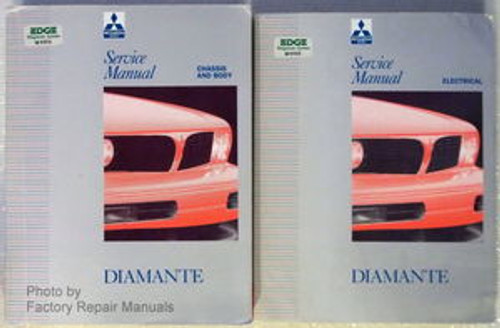 EDGE
Service
Manual
CHASSIS
AND BODY
DIAMANTE
Photo by
Factory Repair Manuals
EDGE
Service
Manual
ELECTRICAL
DIAMANTE